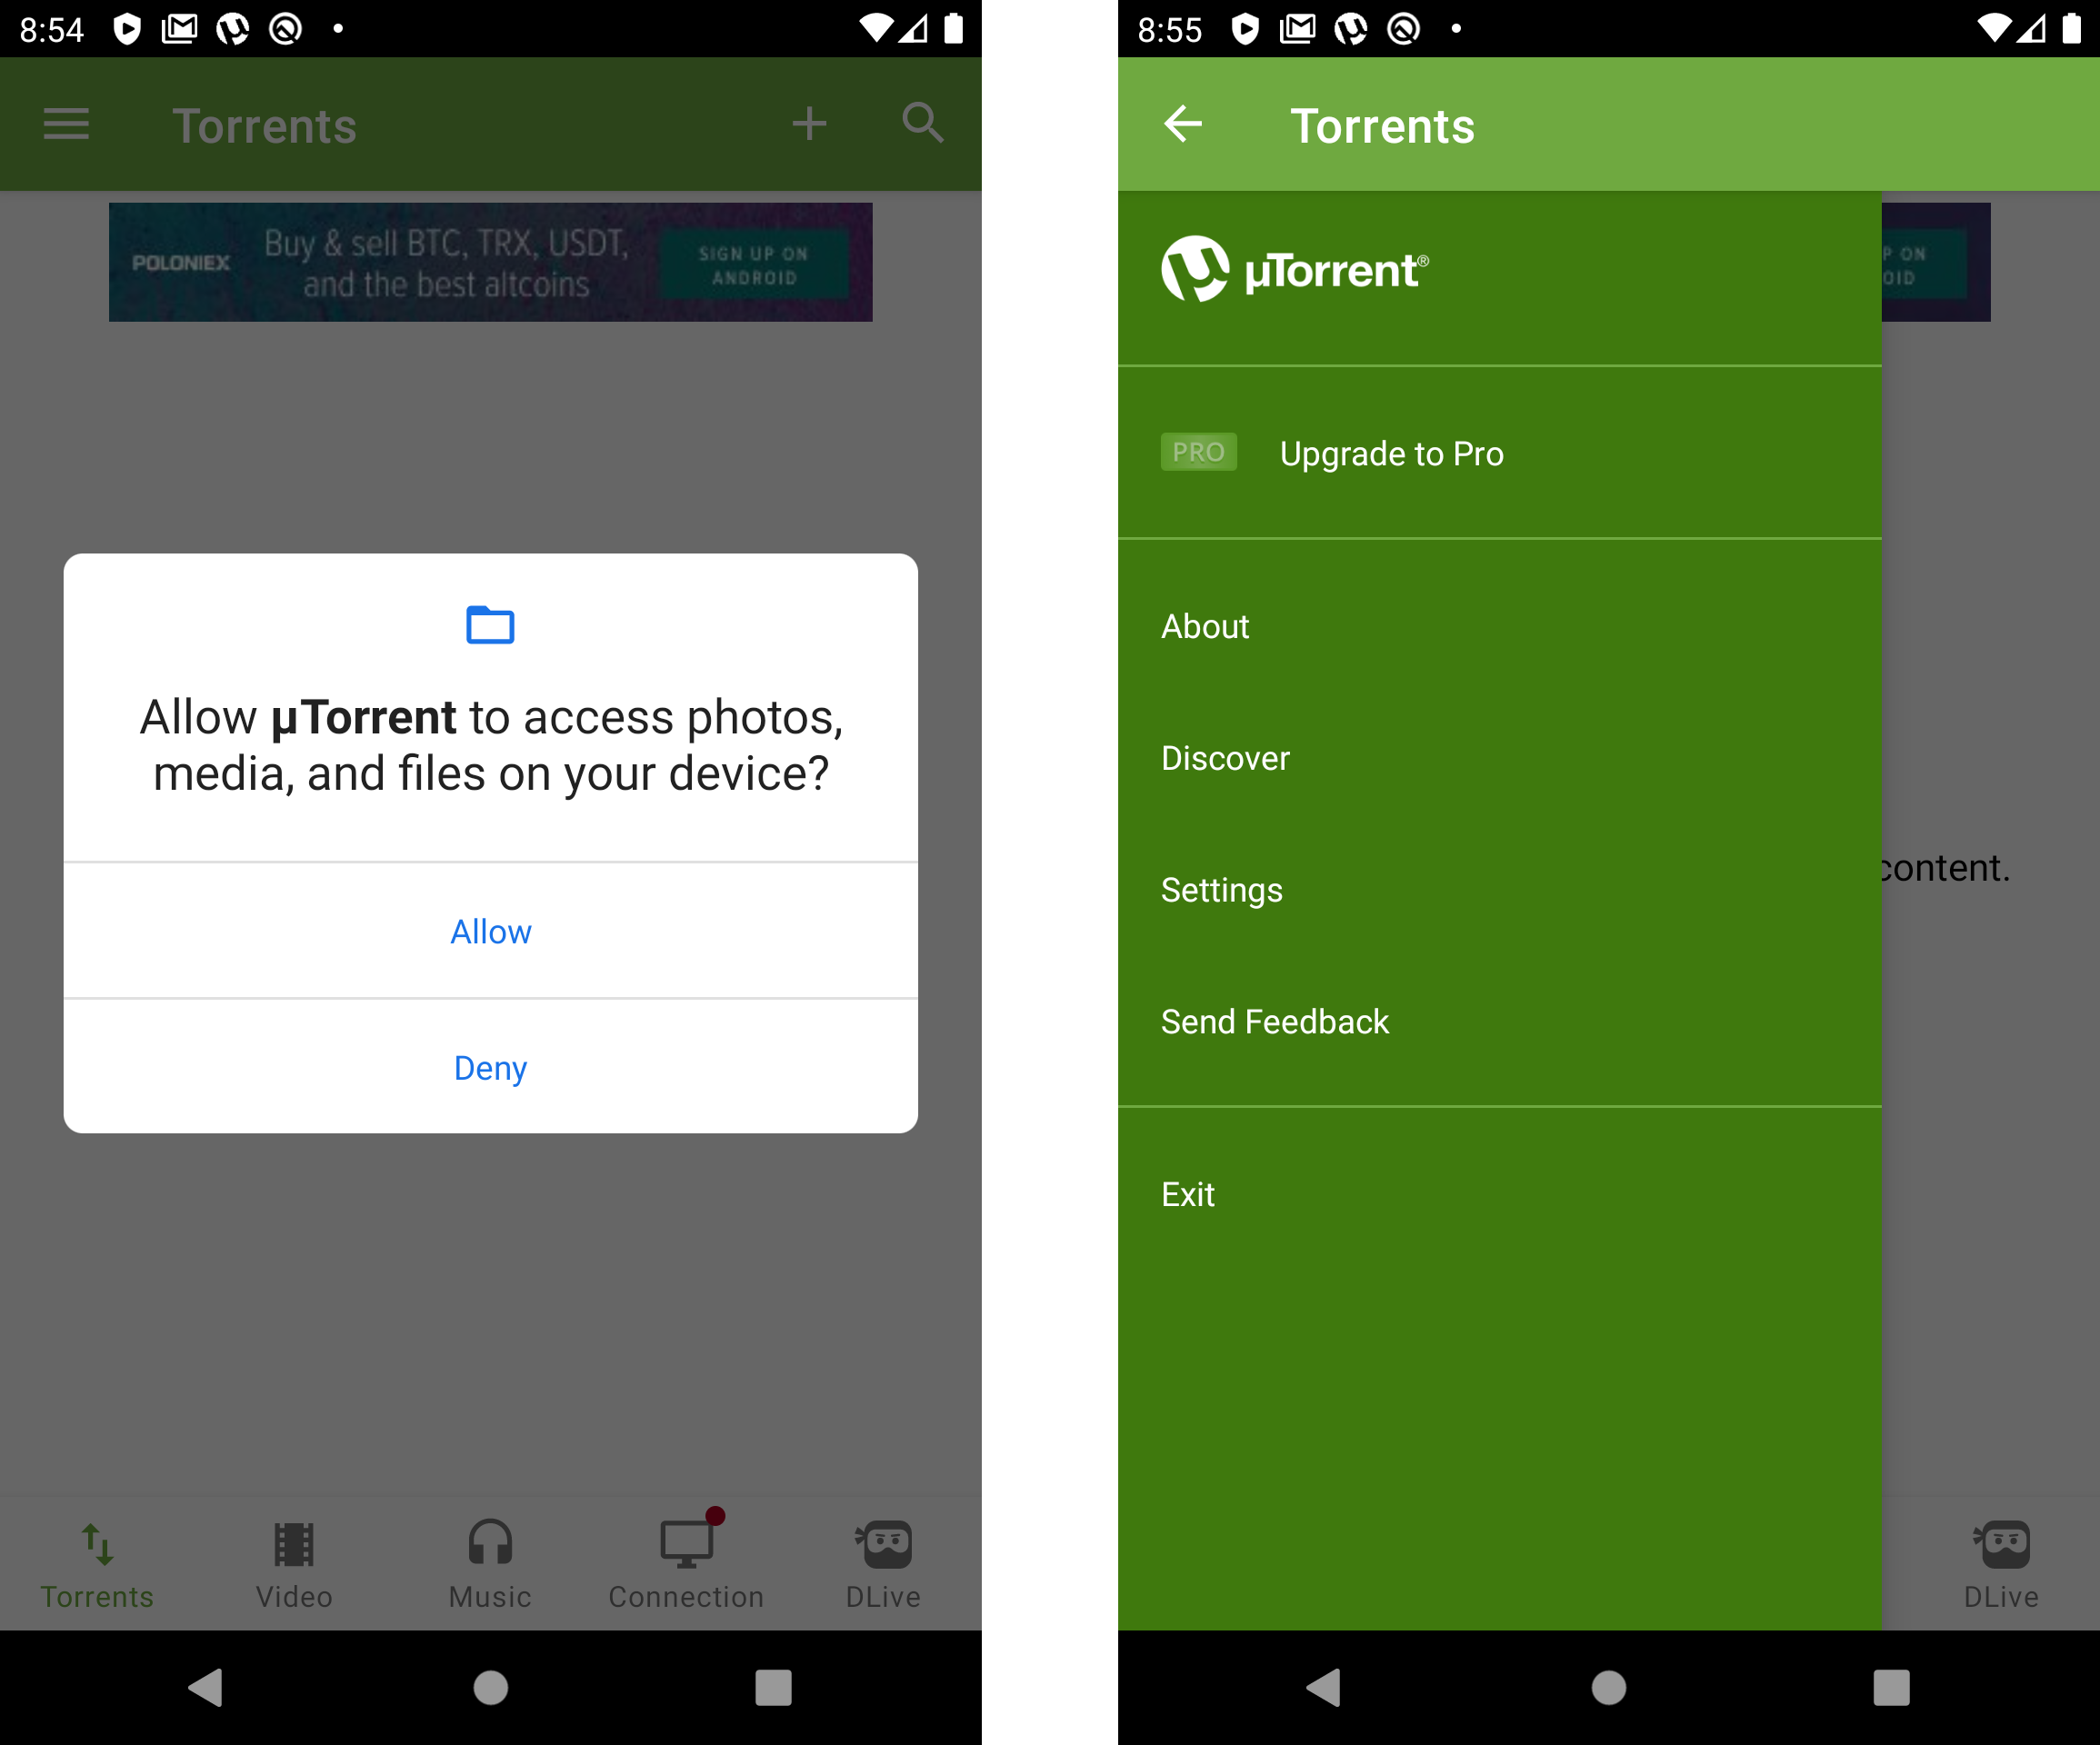 8:54
Torrents
POLONIEX
Buy & sell BTC, TRX, USDT,
and the best altcoins
SIGN UP ON
ANDROID
Allow µTorrent to access photos,
media, and files on your device?
Allow
Deny
Torrents
Video
Music
Connection
DLive
8:55
Torrents
P ON
OID
µTorrent®
PRO
Upgrade to Pro
About
Discover
Settings
content.
Send Feedback
Exit
DLive